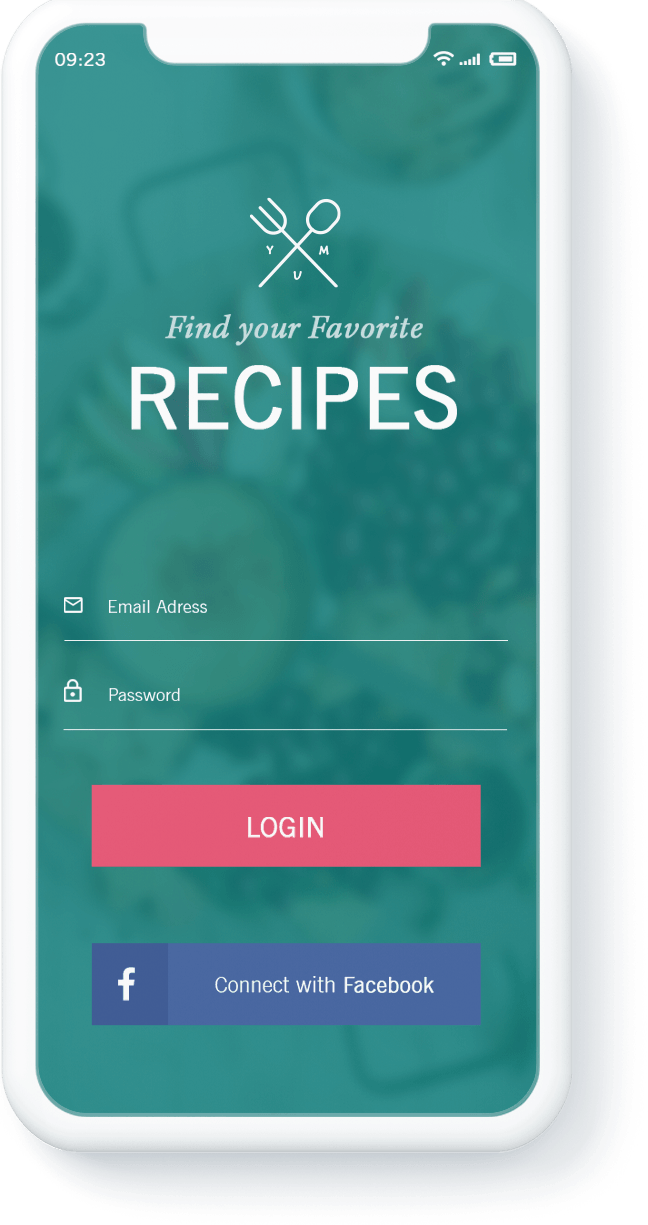 09:23
Y M
U
Find your Favorite
RECIPES
Email Adress
Password
LOGIN
f Connect with Facebook